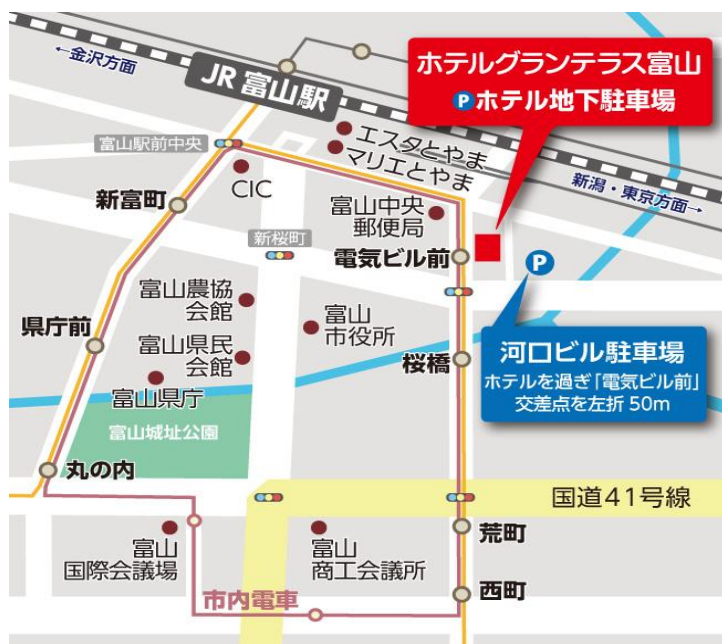 ←金沢方面
JR 富山駅
ホテルグランテラス富山
Pホテル地下駐車場
富山駅前中央
エスタとやま
マリエとやま
新潟・東京方面→
CIC
新富町
富山中央
郵便局
新桜町
電気ビル前
P
富山農協
会館
富山
市役所
県庁前
富山県民
会館
桜橋
河口ビル駐車場
ホテルを過ぎ「電気ビル前」
交差点を左折 50m
富山県庁
富山城址公園
丸の内
国道41号線
富山
国際会議場
富山
商工会議所
荒町
西町
市内電車